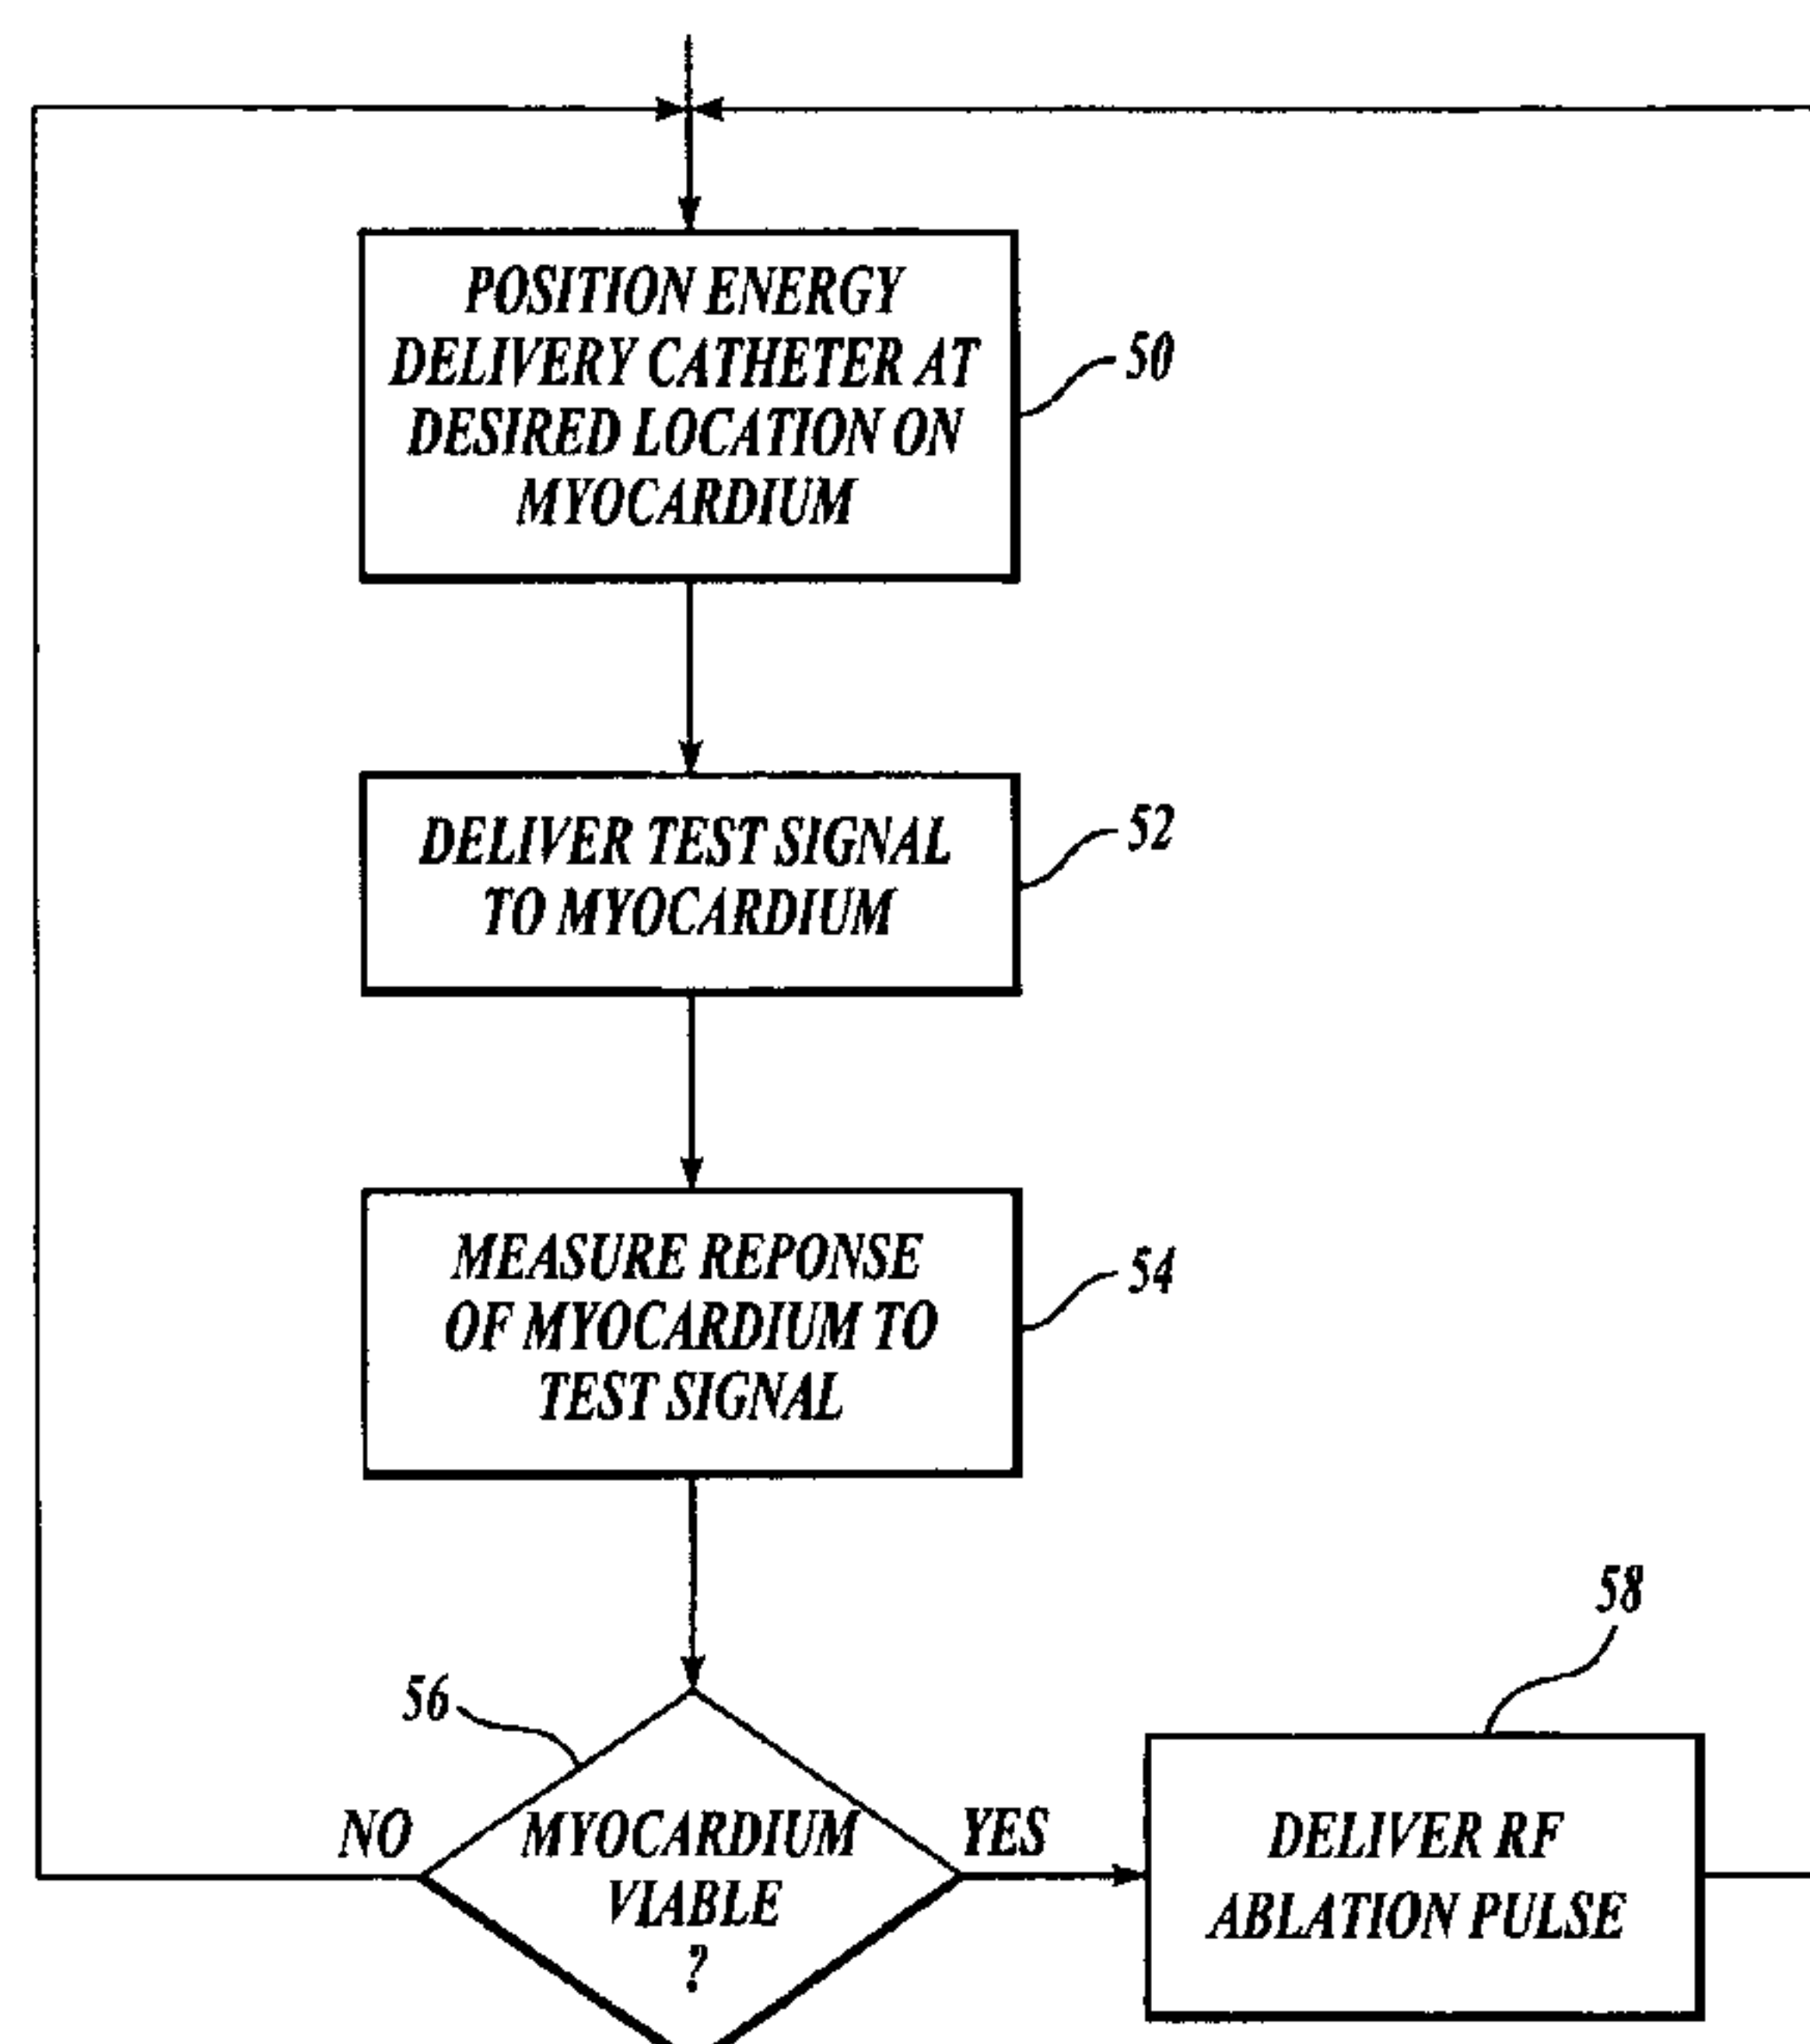 POSITION ENERGY
DELIVERY CATHETER AT
DESIRED LOCATION ON
MYOCARDIUM
50
DELIVER TEST SIGNAL
TO MYOCARDIUM
52
MEASURE REPONSE
OF MYOCARDIUM TO
TEST SIGNAL
54
56
58
NO
MYOCARDIUM
VIABLE
?
YES
DELIVER RF
ABLATION PULSE